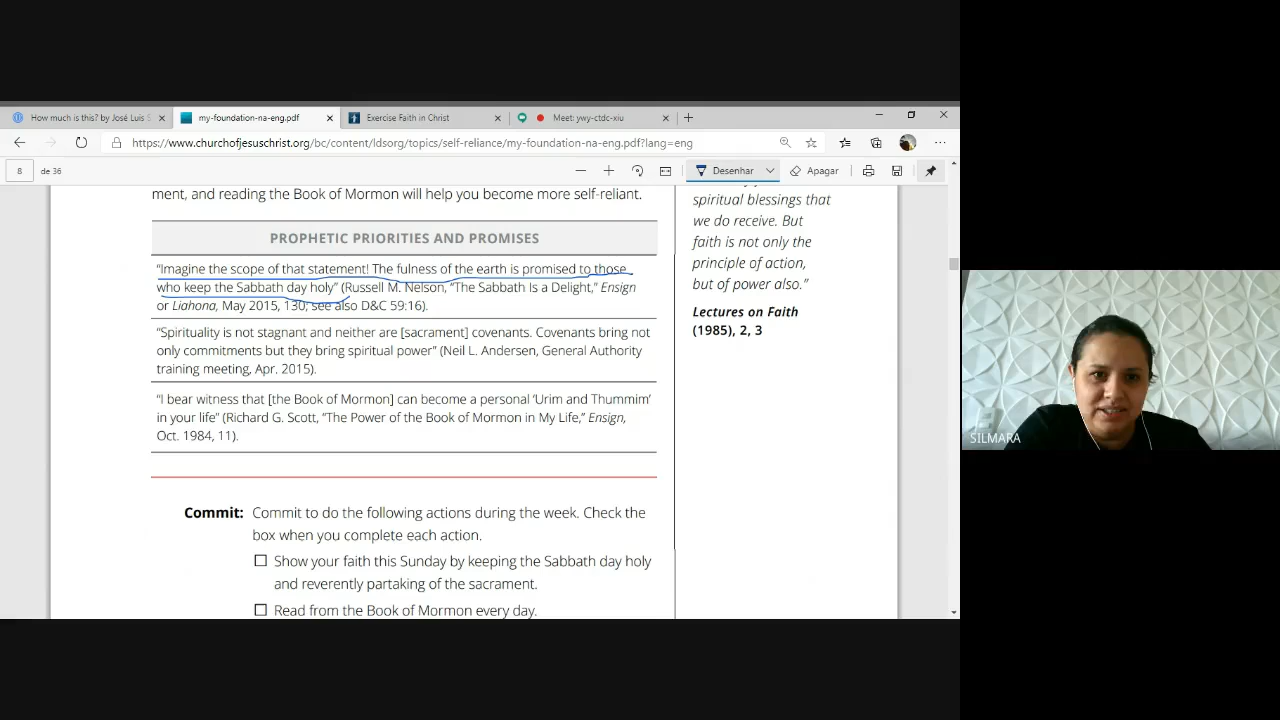 How much is this? by José Luis S
my-foundation-na-eng.pdf
Exercise Faith in Christ
Meet: ywy-ctdc-xiu
https://www.churchofjesuschrist.org/bc/content/ldsorg/topics/self-reliance/my-foundation-na-eng.pdf?lang=eng
8 de 36
Desenhar
Apagar
ment, and reading the Book of Mormon will help you become more self-reliant.
PROPHETIC PRIORITIES AND PROMISES
“Imagine the scope of that statement! The fulness of the earth is promised to those
who keep the Sabbath day holy” (Russell M. Nelson, “The Sabbath Is a Delight,” Ensign
or Liahona, May 2015, 130; see also D&C 59:16).
“Spirituality is not stagnant and neither are [sacrament] covenants. Covenants bring not
only commitments but they bring spiritual power” (Neil L. Andersen, General Authority
training meeting, Apr. 2015).
“I bear witness that [the Book of Mormon] can become a personal ‘Urim and Thummim’
in your life” (Richard G. Scott, “The Power of the Book of Mormon in My Life,” Ensign,
Oct. 1984, 11).
Commit: Commit to do the following actions during the week. Check the
box when you complete each action.
Show your faith this Sunday by keeping the Sabbath day holy
and reverently partaking of the sacrament.
Read from the Book of Mormon every day.
spiritual blessings that
we do receive. But
faith is not only the
principle of action,
but of power also.”
Lectures on Faith
(1985), 2, 3
SILMARA